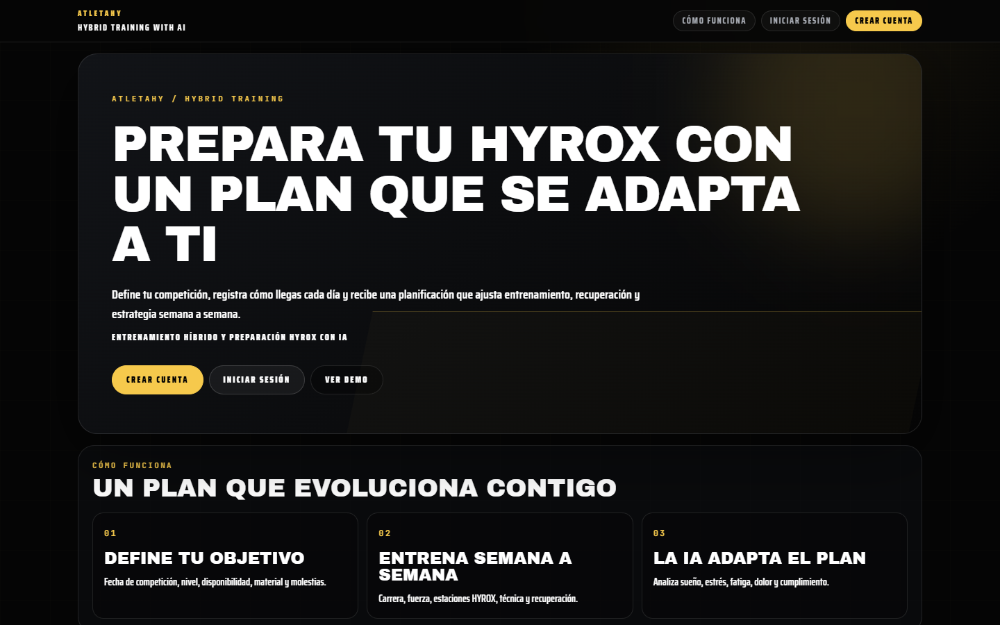 ATLETAHY
HYBRID TRAINING WITH AI
CÓMO FUNCIONA
INICIAR SESIÓN
CREAR CUENTA
ATLETAHY / HYBRID TRAINING
PREPARA TU HYROX CON
UN PLAN QUE SE ADAPTA
A TI
Define tu competición, registra cómo llegas cada día y recibe una planificación que ajusta entrenamiento, recuperación y
estrategia semana a semana.
ENTRENAMIENTO HÍBRIDO Y PREPARACIÓN HYROX CON IA
CREAR CUENTA
INICIAR SESIÓN
VER DEMO
CÓMO FUNCIONA
UN PLAN QUE EVOLUCIONA CONTIGO
01
DEFINE TU OBJETIVO
Fecha de competición, nivel, disponibilidad, material y molestias.
02
ENTRENA SEMANA A
SEMANA
Carrera, fuerza, estaciones HYROX, técnica y recuperación.
03
LA IA ADAPTA EL PLAN
Analiza sueño, estrés, fatiga, dolor y cumplimiento.